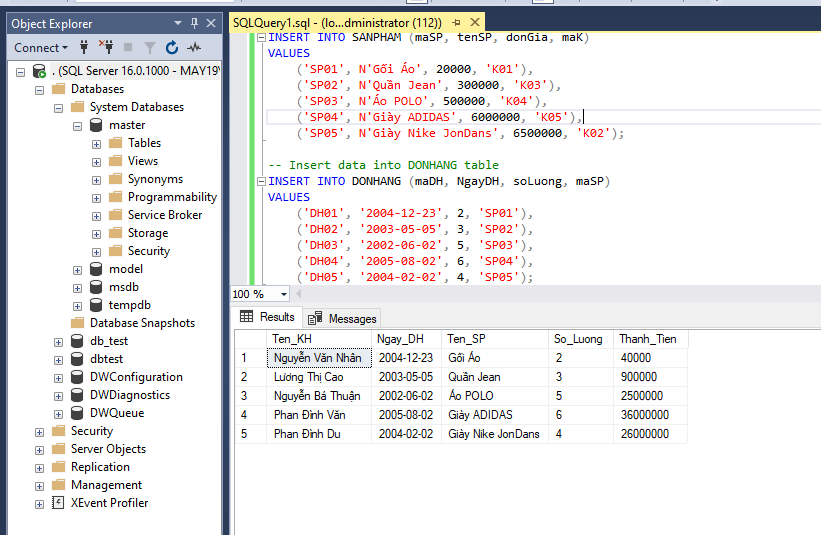 Object Explorer
Connect
. (SQL Server 16.0.1000 - MAY19\
Databases
System Databases
master
Tables
Views
Synonyms
Programmability
Service Broker
Storage
Security
model
msdb
tempdb
Database Snapshots
db_test
dbtest
DWConfiguration
DWDiagnostics
DWQueue
Security
Server Objects
Replication
Management
XEvent Profiler
SQLQuery1.sql - (lo...dministrator (112))
INSERT INTO SANPHAM (maSP, tenSP, donGia, maK)
VALUES
('SP01', N'Gối Áo', 20000, 'K01'),
('SP02', N'Quần Jean', 300000, 'K03'),
('SP03', N'Áo POLO', 500000, 'K04'),
('SP04', N'Giày ADIDAS', 6000000, 'K05'),
('SP05', N'Giày Nike JonDans', 6500000, 'K02');
-- Insert data into DONHANG table
INSERT INTO DONHANG (maDH, NgayDH, soLuong, maSP)
VALUES
('DH01', '2004-12-23', 2, 'SP01'),
('DH02', '2003-05-05', 3, 'SP02'),
('DH03', '2002-06-02', 5, 'SP03'),
('DH04', '2005-08-02', 6, 'SP04'),
('DH05', '2004-02-02', 4, 'SP05');
100 %
Results Messages
Ten_KH Ngay_DH Ten_SP So_Luong Thanh_Tien
1 Nguyễn Văn Nhân 2004-12-23 Gối Áo 2 40000
2 Lương Thị Cao 2003-05-05 Quần Jean 3 900000
3 Nguyễn Bá Thuận 2002-06-02 Áo POLO 5 2500000
4 Phan Đình Văn 2005-08-02 Giày ADIDAS 6 36000000
5 Phan Đình Du 2004-02-02 Giày Nike JonDans 4 26000000